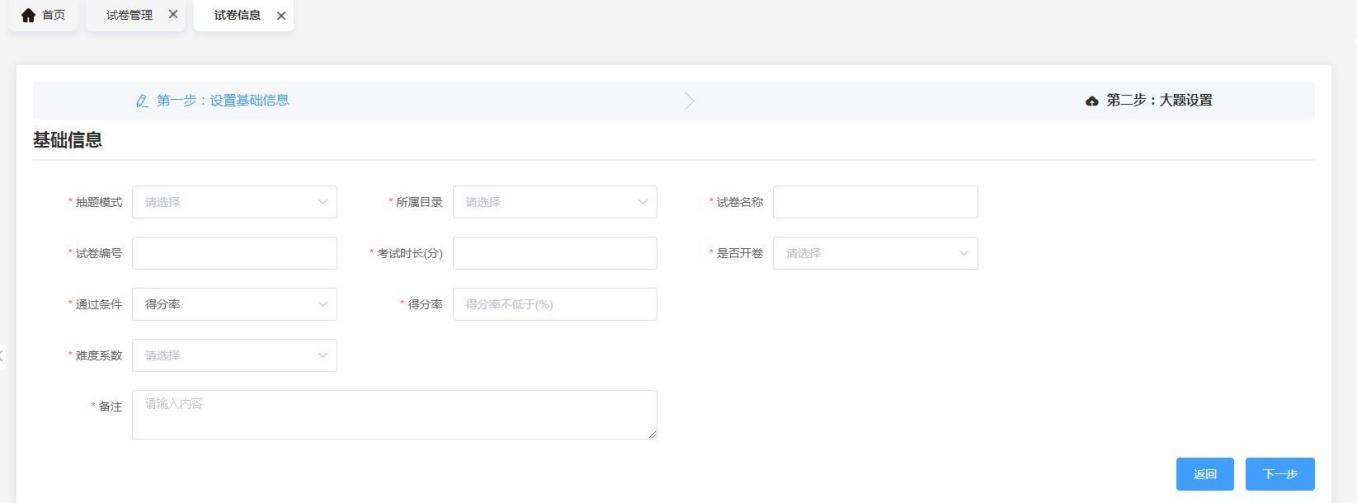 首页 试卷管理 × 试卷信息 ×
第一步：设置基础信息 > 第二步：大题设置
基础信息
* 抽题模式 请选择 * 所属目录 请选择 * 试卷名称
* 试卷编号 * 考试时长(分) * 是否开卷 请选择
* 通过条件 得分率 * 得分率 得分率不低于(%)
* 难度系数 请选择
* 备注 请输入内容
返回 下一步